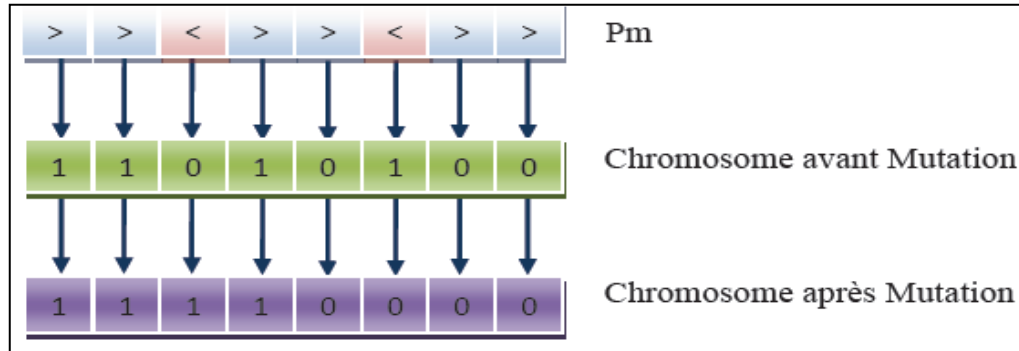 > > < > > < > > Pm
1 1 0 1 0 1 0 0 Chromosome avant Mutation
1 1 1 1 0 0 0 0 Chromosome après Mutation